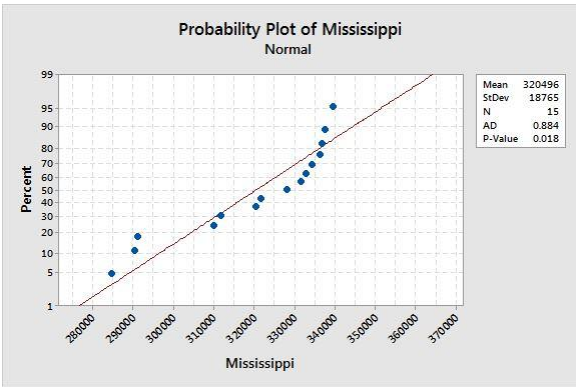 Probability Plot of Mississippi
Normal
99
95
90
80
70
60
50
40
30
20
10
5
1
Percent
280000
290000
300000
310000
320000
330000
340000
350000
360000
370000
Mississippi
Mean 320496
StDev 18765
N 15
AD 0.884
P-Value 0.018